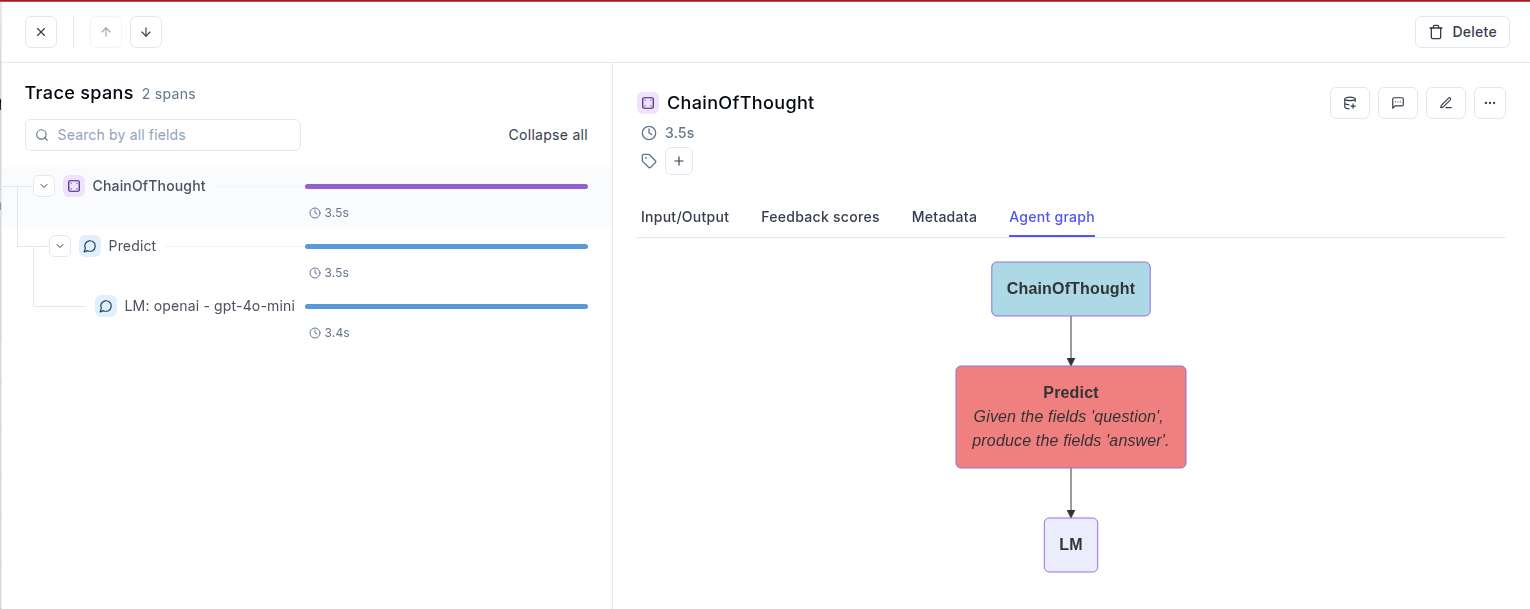 Delete
Trace spans 2 spans
Search by all fields
Collapse all
ChainOfThought
3.5s
Predict
3.5s
LM: openai - gpt-4o-mini
3.4s
ChainOfThought
3.5s
Input/Output Feedback scores Metadata Agent graph
ChainOfThought
Predict
Given the fields 'question',
produce the fields 'answer'.
LM